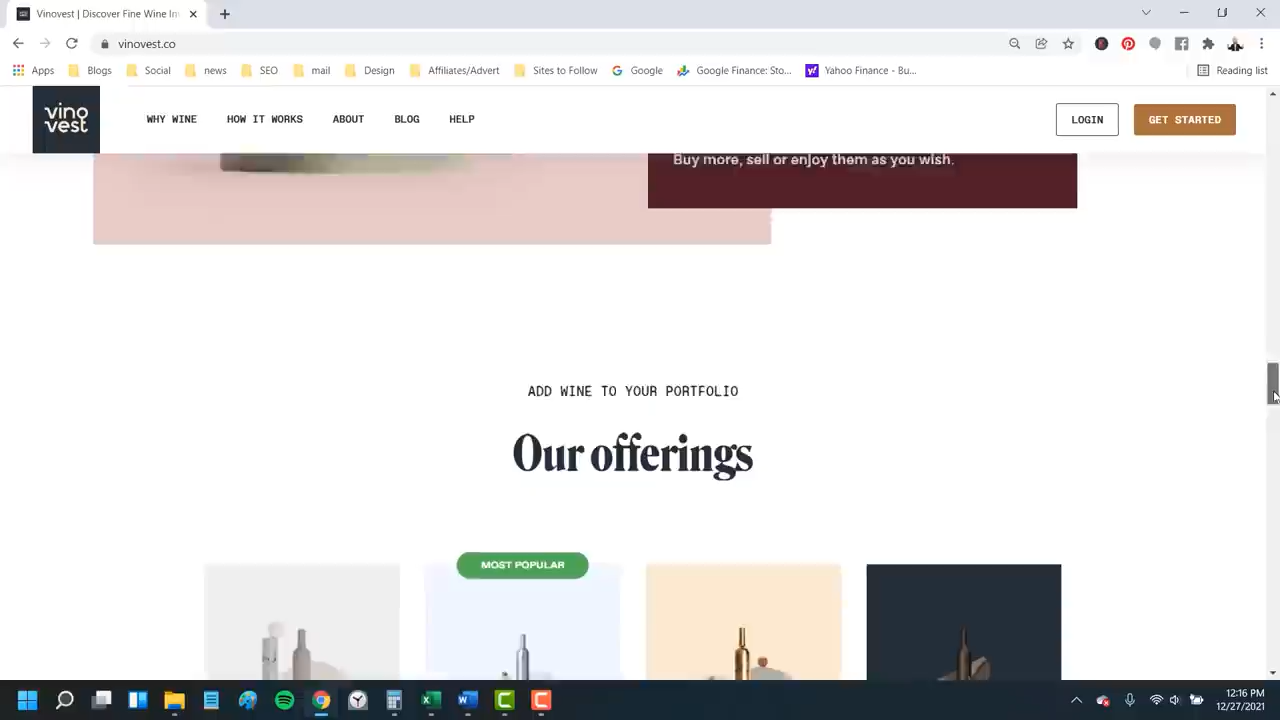 Vinovest | Discover Fine Wine In
vinovest.co
Apps Blogs Social news SEO mail Design Affiliates/Advert Sites to Follow Google Google Finance: Sto... Yahoo Finance - Bu... Reading list
vino
vest
WHY WINE HOW IT WORKS ABOUT BLOG HELP LOGIN GET STARTED
Buy more, sell or enjoy them as you wish.
ADD WINE TO YOUR PORTFOLIO
Our offerings
MOST POPULAR
12:16 PM
12/27/2021